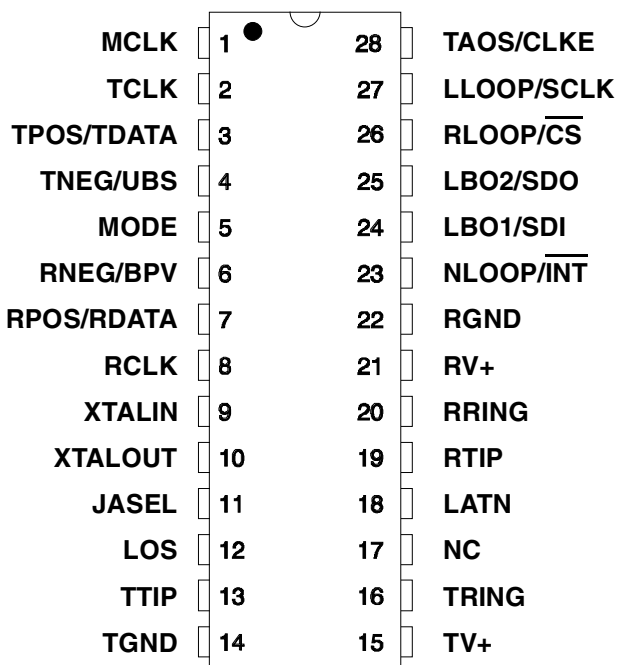 MCLK 1 28 TAOS/CLKE
TCLK 2 27 LLOOP/SCLK
TPOS/TDATA 3 26 RLOOP/C̅S̅
TNEG/UBS 4 25 LBO2/SDO
MODE 5 24 LBO1/SDI
RNEG/BPV 6 23 NLOOP/I̅N̅T̅
RPOS/RDATA 7 22 RGND
RCLK 8 21 RV+
XTALIN 9 20 RRING
XTALOUT 10 19 RTIP
JASEL 11 18 LATN
LOS 12 17 NC
TTIP 13 16 TRING
TGND 14 15 TV+